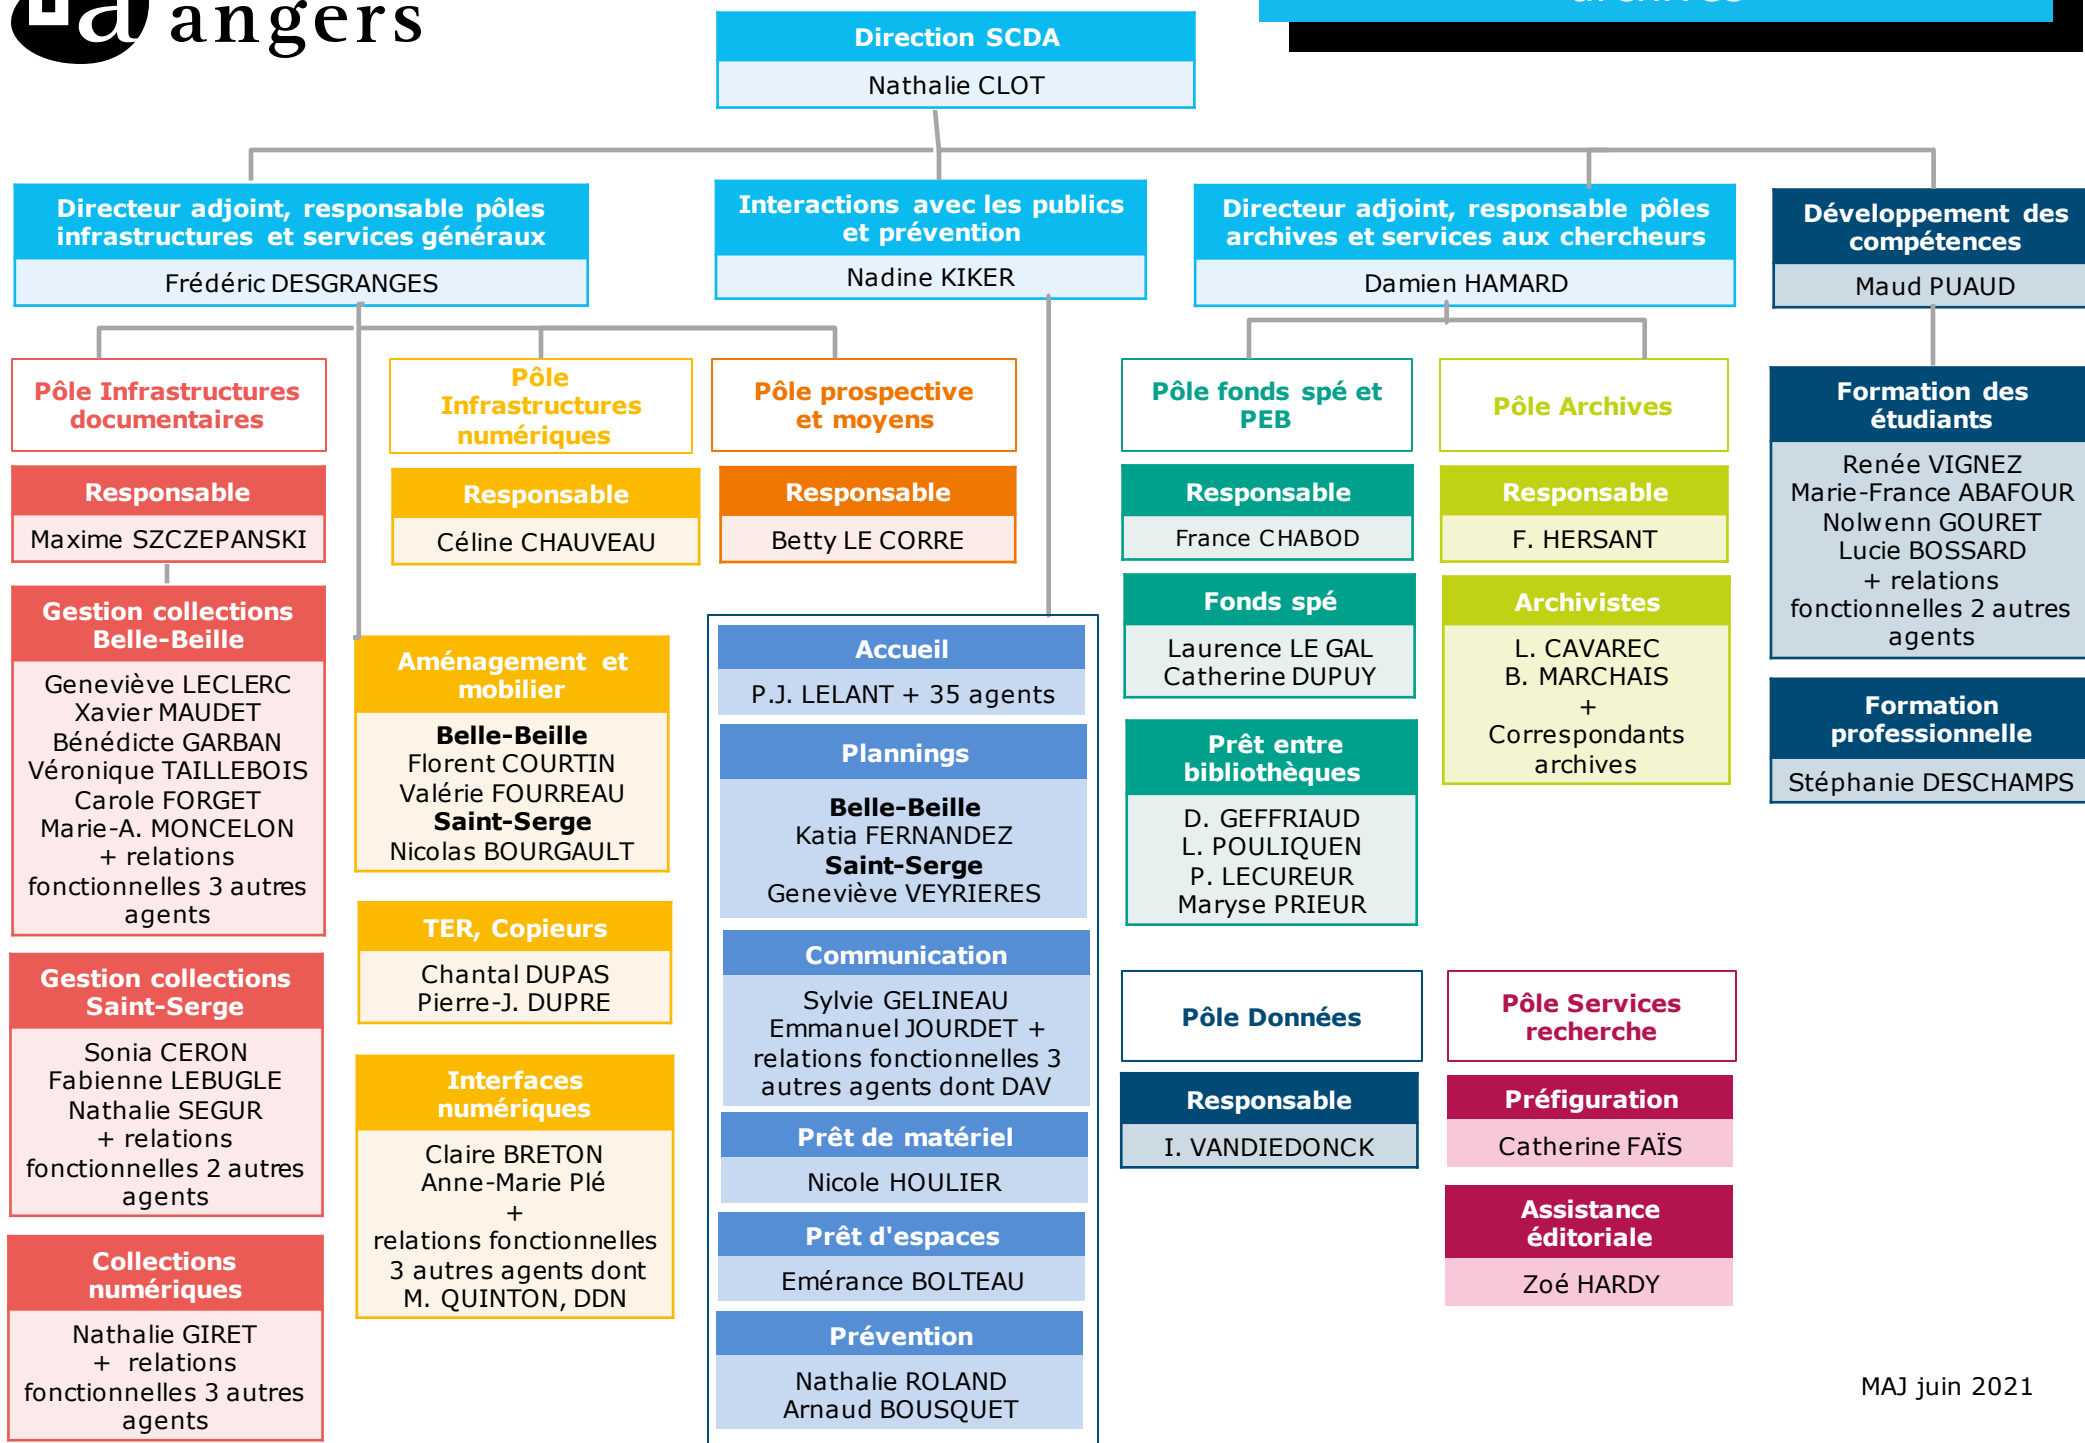 angers
Direction SCDA
Nathalie CLOT
Directeur adjoint, responsable pôles
infrastructures et services généraux
Frédéric DESGRANGES
Interactions avec les publics
et prévention
Nadine KIKER
Directeur adjoint, responsable pôles
archives et services aux chercheurs
Damien HAMARD
Développement des
compétences
Maud PUAUD
Pôle Infrastructures
documentaires
Responsable
Maxime SZCZEPANSKI
Gestion collections
Belle-Beille
Geneviève LECLERC
Xavier MAUDET
Bénédicte GARBAN
Véronique TAILLEBOIS
Carole FORGET
Marie-A. MONCELON
+ relations
fonctionnelles 3 autres
agents
Gestion collections
Saint-Serge
Sonia CERON
Fabienne LEBUGLE
Nathalie SEGUR
+ relations
fonctionnelles 2 autres
agents
Collections
numériques
Nathalie GIRET
+ relations
fonctionnelles 3 autres
agents
Pôle
Infrastructures
numériques
Responsable
Céline CHAUVEAU
Aménagement et
mobilier
Belle-Beille
Florent COURTIN
Valérie FOURREAU
Saint-Serge
Nicolas BOURGAULT
TER, Copieurs
Chantal DUPAS
Pierre-J. DUPRE
Interfaces
numériques
Claire BRETON
Anne-Marie Plé
+
relations fonctionnelles
3 autres agents dont
M. QUINTON, DDN
Pôle prospective
et moyens
Responsable
Betty LE CORRE
Accueil
P.J. LELANT + 35 agents
Plannings
Belle-Beille
Katia FERNANDEZ
Saint-Serge
Geneviève VEYRIERES
Communication
Sylvie GELINEAU
Emmanuel JOURDET +
relations fonctionnelles 3
autres agents dont DAV
Prêt de matériel
Nicole HOULIER
Prêt d'espaces
Emérance BOLTEAU
Prévention
Nathalie ROLAND
Arnaud BOUSQUET
Pôle fonds spé et
PEB
Responsable
France CHABOD
Fonds spé
Laurence LE GAL
Catherine DUPUY
Prêt entre
bibliothèques
D. GEFFRIAUD
L. POULIQUEN
P. LECUREUR
Maryse PRIEUR
Pôle Archives
Responsable
F. HERSANT
Archivistes
L. CAVAREC
B. MARCHAIS
+
Correspondants
archives
Pôle Données
Responsable
I. VANDIEDONCK
Pôle Services
recherche
Préfiguration
Catherine FAÏS
Assistance
éditoriale
Zoé HARDY
Formation des
étudiants
Renée VIGNEZ
Marie-France ABAFOUR
Nolwenn GOURET
Lucie BOSSARD
+ relations
fonctionnelles 2 autres
agents
Formation
professionnelle
Stéphanie DESCHAMPS
MAJ juin 2021